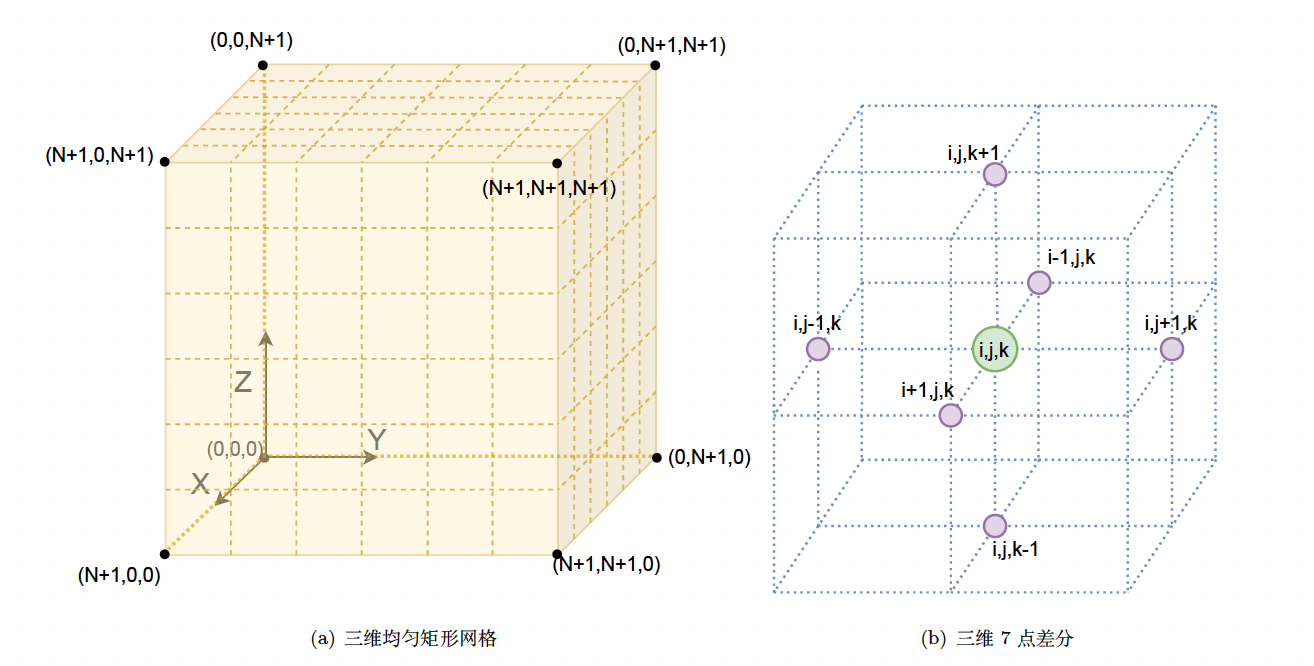 (0,0,N+1)
(0,N+1,N+1)
(N+1,0,N+1)
(N+1,N+1,N+1)
Z
Y
(0,0,0)
X
(0,N+1,0)
(N+1,0,0)
(N+1,N+1,0)
(a) 三维均匀矩形网格
i,j,k+1
i-1,j,k
i,j-1,k
i,j+1,k
i,j,k
i+1,j,k
i,j,k-1
(b) 三维 7 点差分